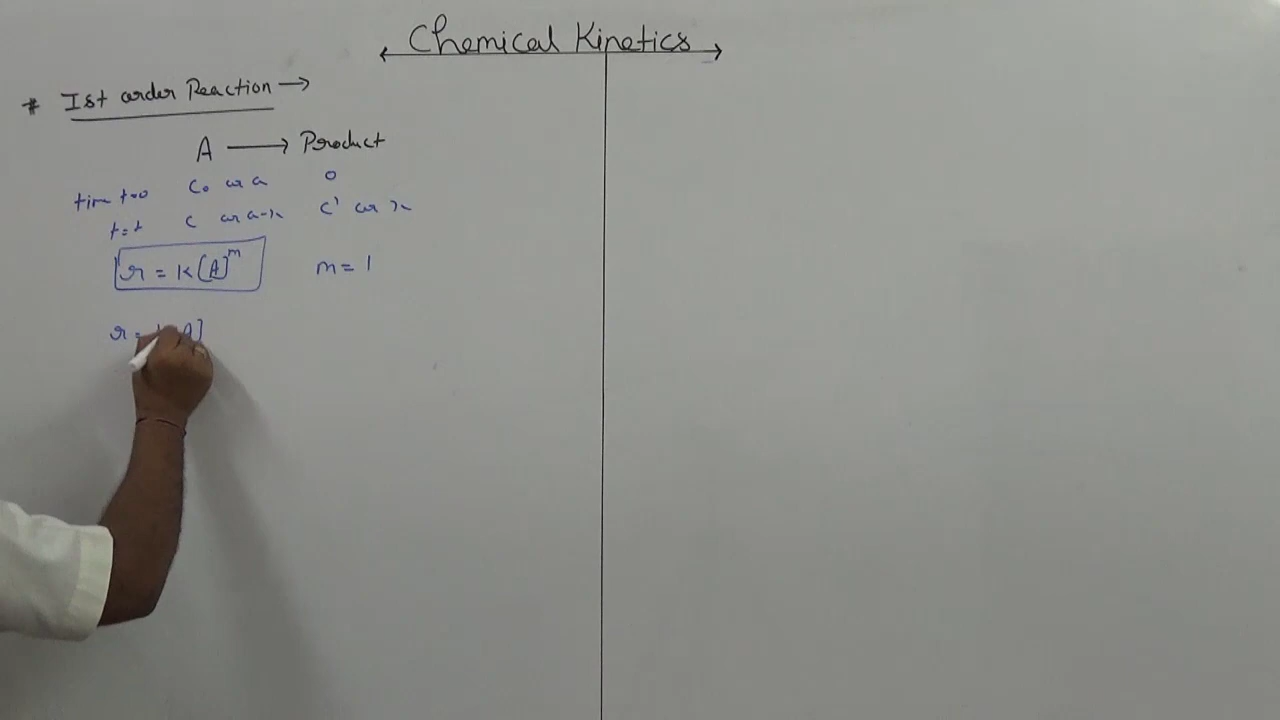 Chemical Kinetics
* Ist order Reaction →
A ⟶ Product
time t=0 C₀ or a 0
t=t C or a-x C' or x
r = K[A]^m m = 1
r = A]